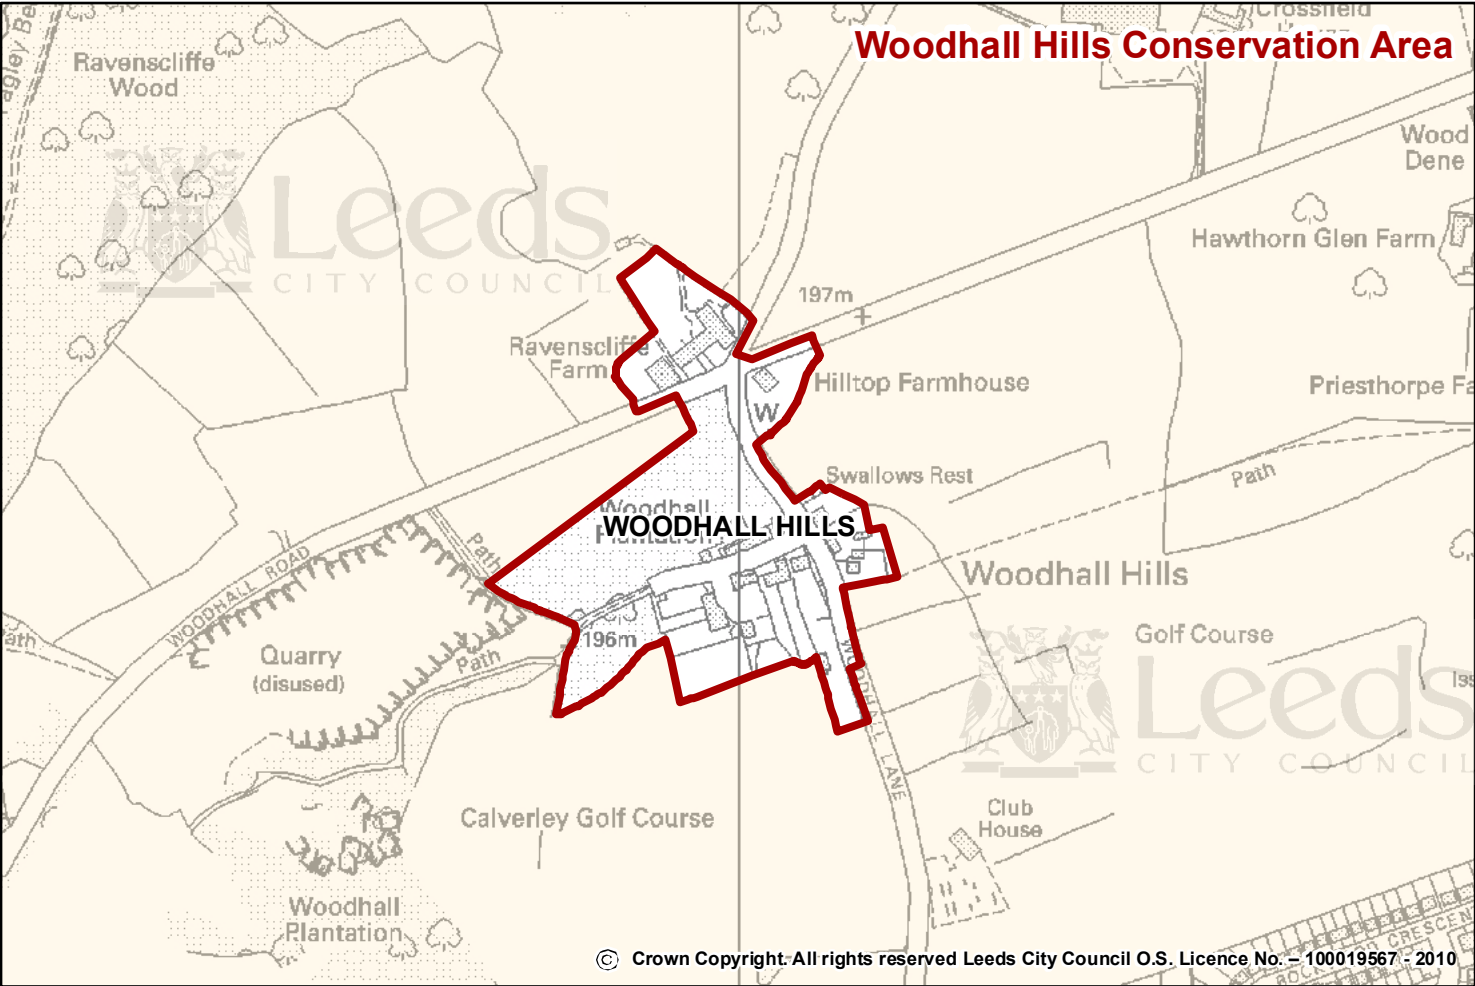 Crossfield
Woodhall Hills Conservation Area
Ravenscliffe
Wood
Wood
Dene
Leeds
CITY COUNCIL
Hawthorn Glen Farm
197m
Ravenscliffe
Farm
Hilltop Farmhouse
Priesthorpe Fa
W
Swallows Rest
Path
Woodhall
Plantation
WOODHALL HILLS
Path
WOODHALL ROAD
Woodhall Hills
196m
Golf Course
ath
Quarry
(disused)
Path
Iss
WOODHALL LANE
Leeds
CITY COUNCIL
Calverley Golf Course
Club
House
Woodhall
Plantation
CRESCEN
© Crown Copyright. All rights reserved Leeds City Council O.S. Licence No. – 100019567 - 2010